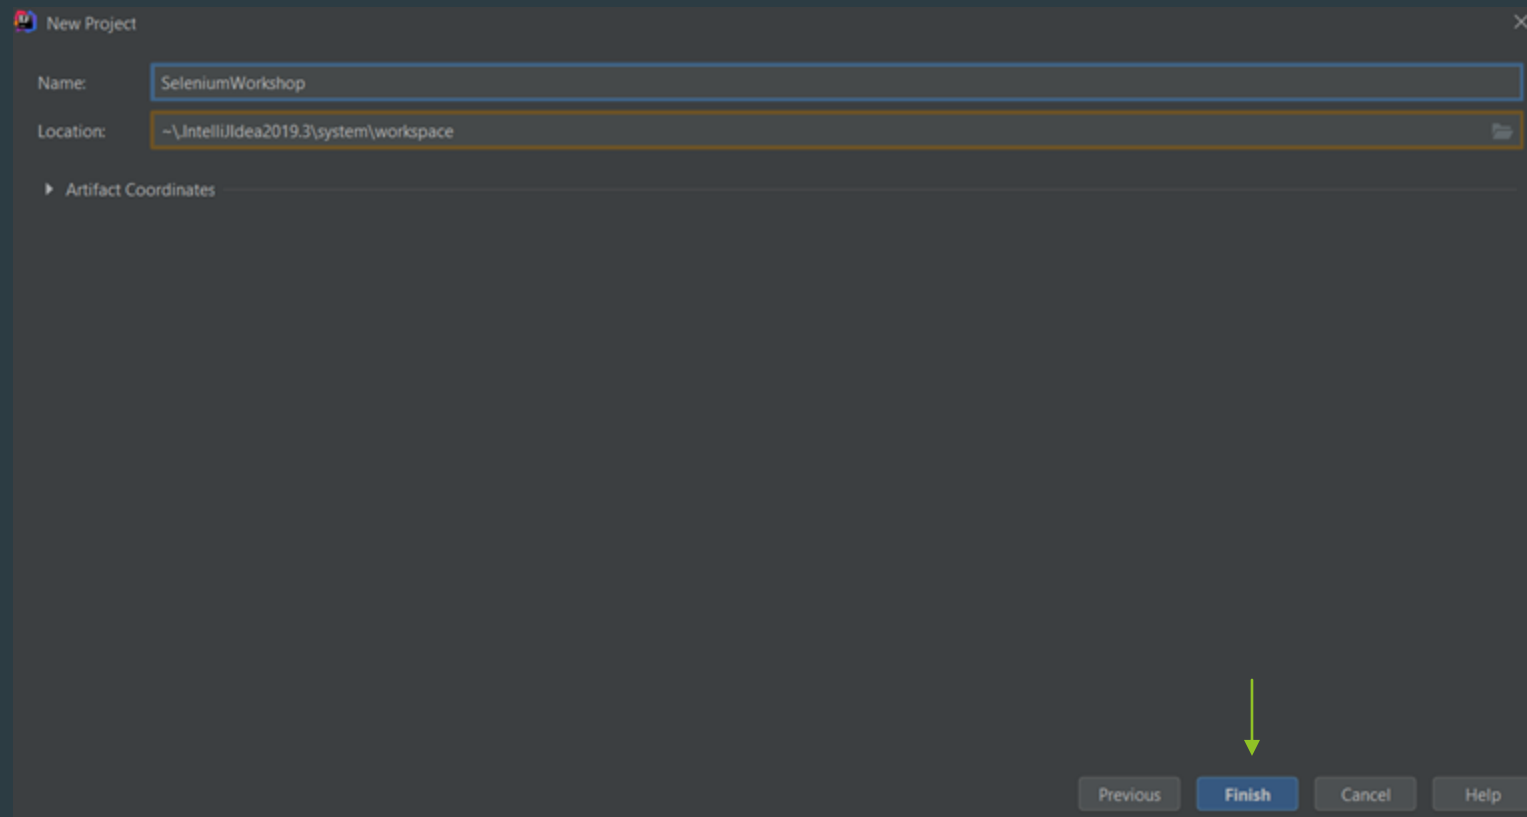 New Project
Name: SeleniumWorkshop
Location: ~\.IntelliJIdea2019.3\system\workspace
Artifact Coordinates
Previous Finish Cancel Help